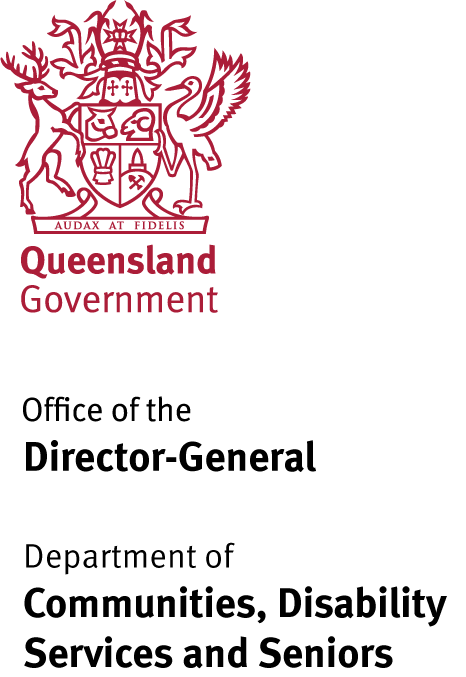 AUDAX AT FIDELIS
Queensland
Government
Office of the
Director-General
Department of
Communities, Disability
Services and Seniors